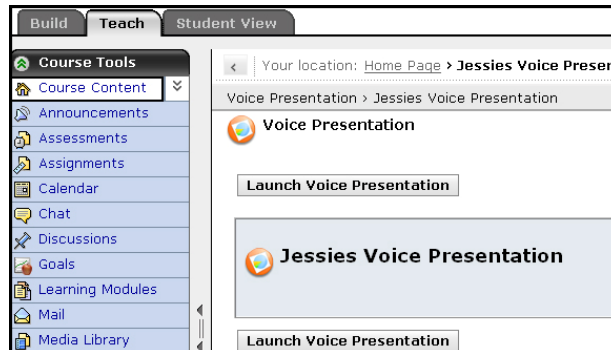 Build Teach Student View
Course Tools
Course Content
Announcements
Assessments
Assignments
Calendar
Chat
Discussions
Goals
Learning Modules
Mail
Media Library
Your location: Home Page › Jessies Voice Presen
Voice Presentation › Jessies Voice Presentation
Voice Presentation
Launch Voice Presentation
Jessies Voice Presentation
Launch Voice Presentation